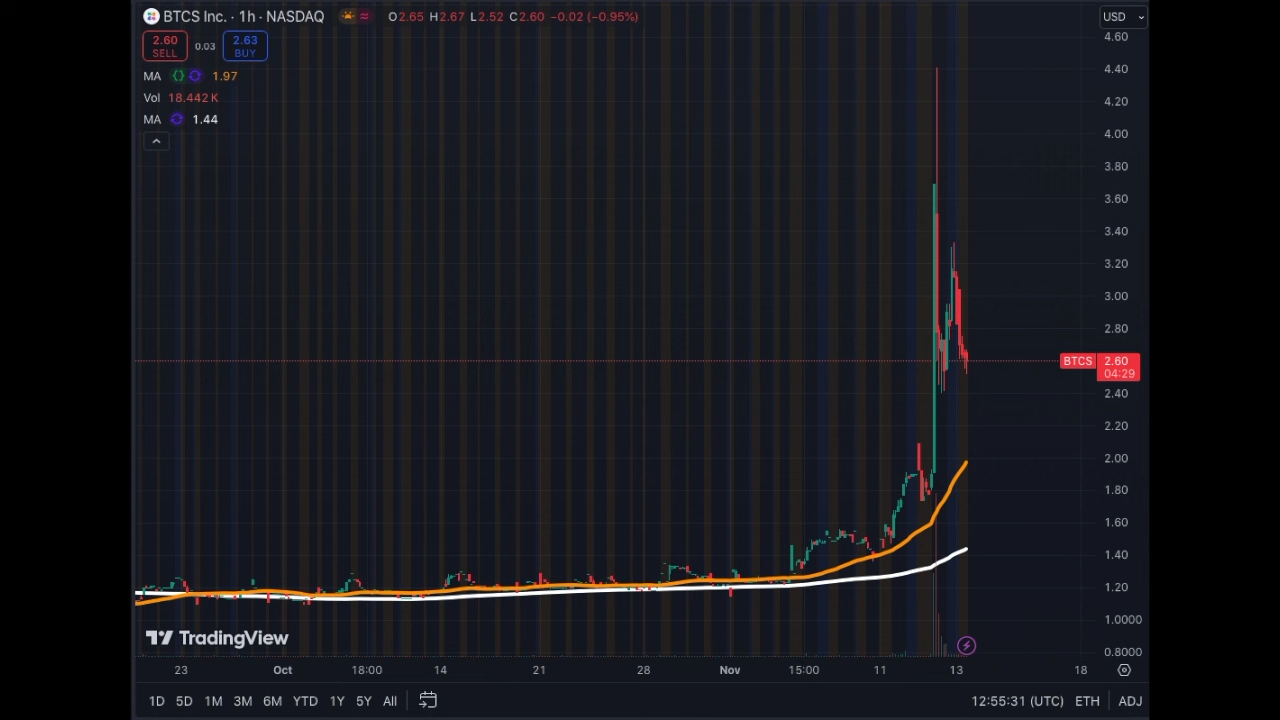 BTCS Inc. · 1h · NASDAQ O2.65 H2.67 L2.52 C2.60 −0.02 (−0.95%)
USD
2.60
SELL
0.03
2.63
BUY
MA 1.97
Vol 18.442 K
MA 1.44
4.60
4.40
4.20
4.00
3.80
3.60
3.40
3.20
3.00
2.80
BTCS 2.60
04:29
2.40
2.20
2.00
1.80
1.60
1.40
1.20
1.0000
0.8000
TradingView
23 Oct 18:00 14 21 28 Nov 15:00 11 13 18
1D 5D 1M 3M 6M YTD 1Y 5Y All 12:55:31 (UTC) ETH ADJ